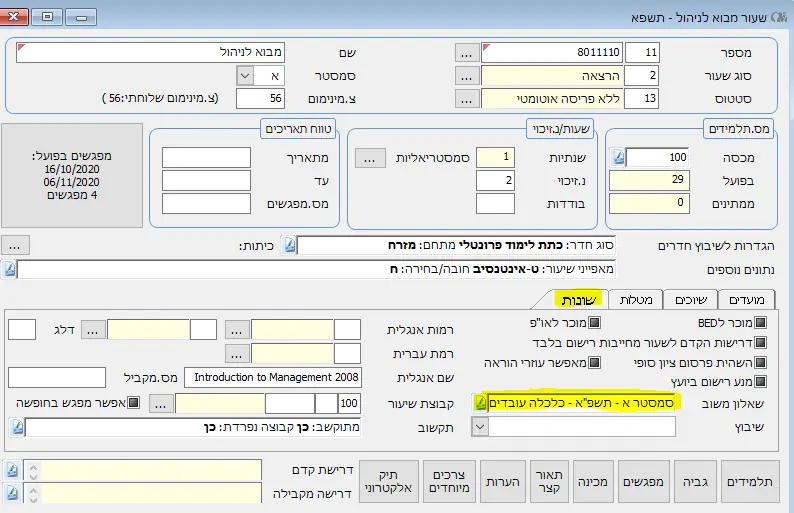 שעור מבוא לניהול - תשפא
מספר 11 8011110 ... שם מבוא לניהול
סוג שעור 2 הרצאה ... סמסטר א
סטטוס 13 ללא פריסה אוטומטי ... צ.מינימום 56 (צ.מינימום שלוחתי:56 )
מס.תלמידים
מכסה 100
בפועל 29
ממתינים 0
שעות/נ.זיכוי
שנתיות 1 סמסטריאליות ...
נ.זיכוי 2
בודדות
טווח תאריכים
מתאריך
עד
מס.מפגשים
מפגשים בפועל:
16/10/2020
06/11/2020
4 מפגשים
הגדרות לשיבוץ חדרים סוג חדר: כתת לימוד פרונטלי מתחם: מזרח כיתות: ...
נתונים נוספים מאפייני שיעור: ט-אינטנסיב חובה/בחירה: ח
מועדים שיוכים מטלות שונות
מוכר לBED מוכר לאו"פ
דרישות הקדם לשעור מחייבות רישום בלבד
השהית פרסום ציון סופי מאפשר עוזרי הוראה
מנע רישום ביועץ
שאלון משוב סמסטר א - תשפ"א - כלכלה עובדים
שיבוץ
רמות אנגלית ... ... דלג
רמת עברית ...
שם אנגלית Introduction to Management 2008 מס.מקביל
קבוצת שיעור 100 ... אפשר מפגש בחופשה
תקשוב מתוקשב: כן קבוצה נפרדת: כן
תלמידים גביה מפגשים מכינה הערות תאור קצר צרכים מיוחדים תיק אלקטרוני
דרישת קדם
דרישה מקבילה